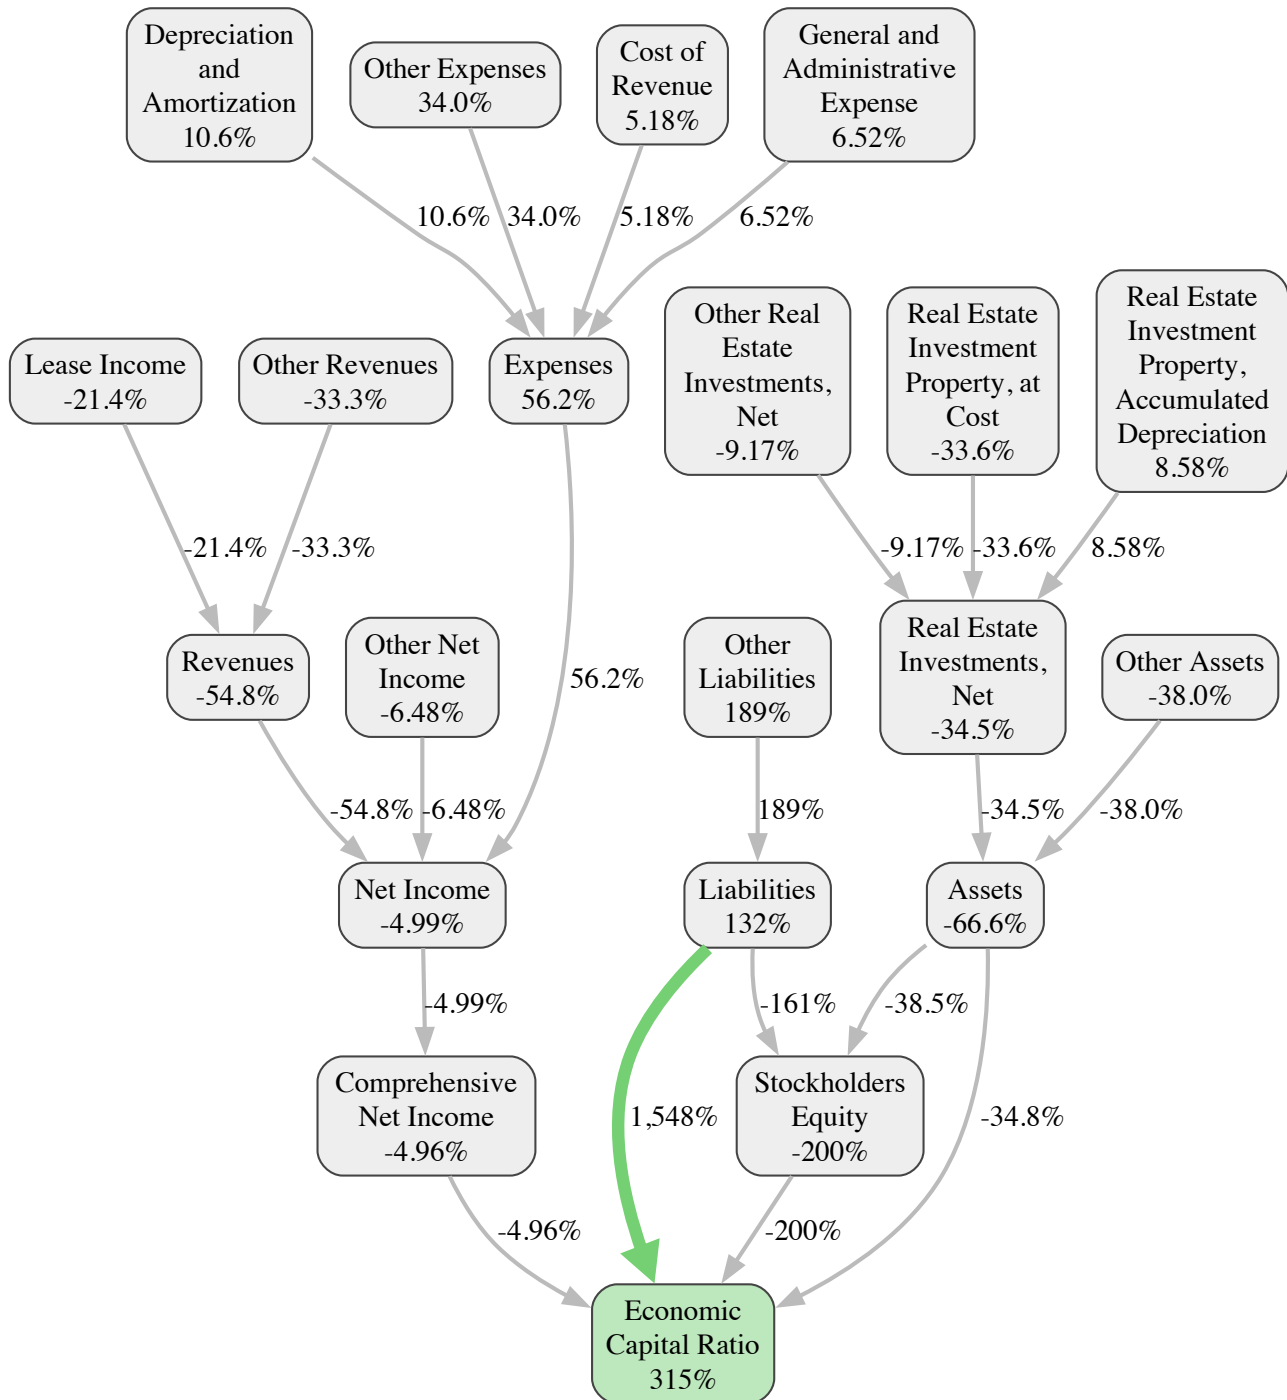 Depreciation
and
Amortization
10.6%
Other Expenses
34.0%
Cost of
Revenue
5.18%
General and
Administrative
Expense
6.52%
10.6%
34.0%
5.18%
6.52%
Lease Income
-21.4%
Other Revenues
-33.3%
Expenses
56.2%
Other Real
Estate
Investments,
Net
-9.17%
Real Estate
Investment
Property, at
Cost
-33.6%
Real Estate
Investment
Property,
Accumulated
Depreciation
8.58%
-21.4%
-33.3%
-9.17%
-33.6%
8.58%
Revenues
-54.8%
Other Net
Income
-6.48%
56.2%
Other
Liabilities
189%
Real Estate
Investments,
Net
-34.5%
Other Assets
-38.0%
-54.8%
-6.48%
189%
-34.5%
-38.0%
Net Income
-4.99%
Liabilities
132%
Assets
-66.6%
-4.99%
-161%
-38.5%
Comprehensive
Net Income
-4.96%
1,548%
Stockholders
Equity
-200%
-34.8%
-4.96%
-200%
Economic
Capital Ratio
315%